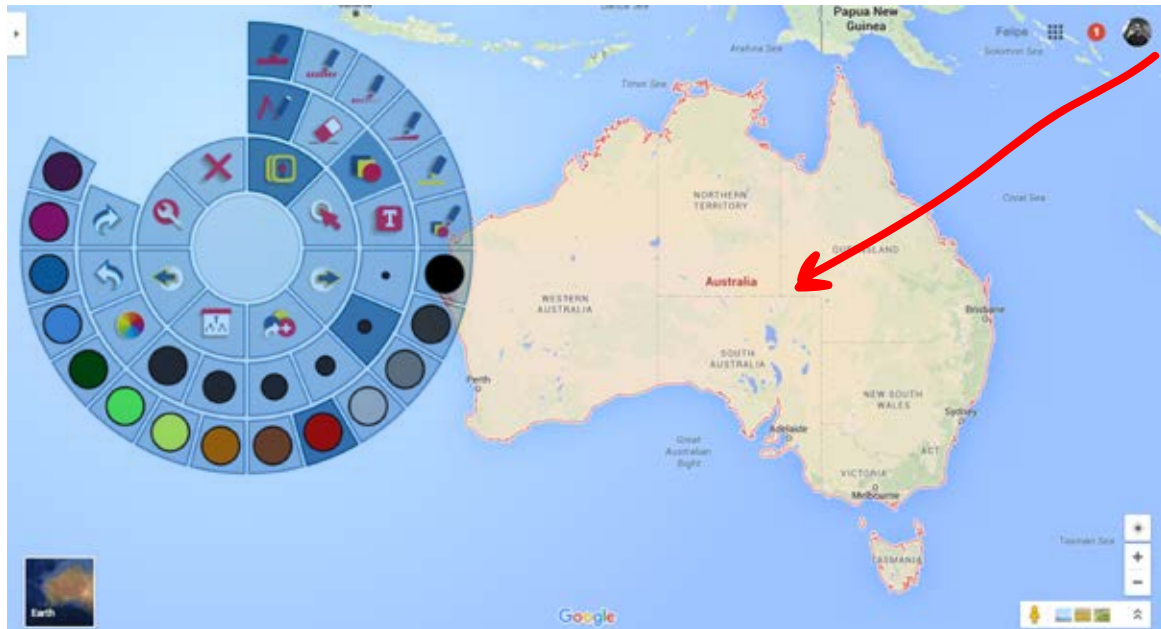 Papua New
Guinea
Felipe
1
Arafura Sea
Solomon Sea
Timor Sea
T
NORTHERN
TERRITORY
Coral Sea
QUEENSLAND
Australia
WESTERN
AUSTRALIA
Brisbane
SOUTH
AUSTRALIA
Perth
NEW SOUTH
WALES
Sydney
Adelaide
Great
Australian
Bight
ACT
VICTORIA
Melbourne
Tasman Sea
TASMANIA
Earth
Google